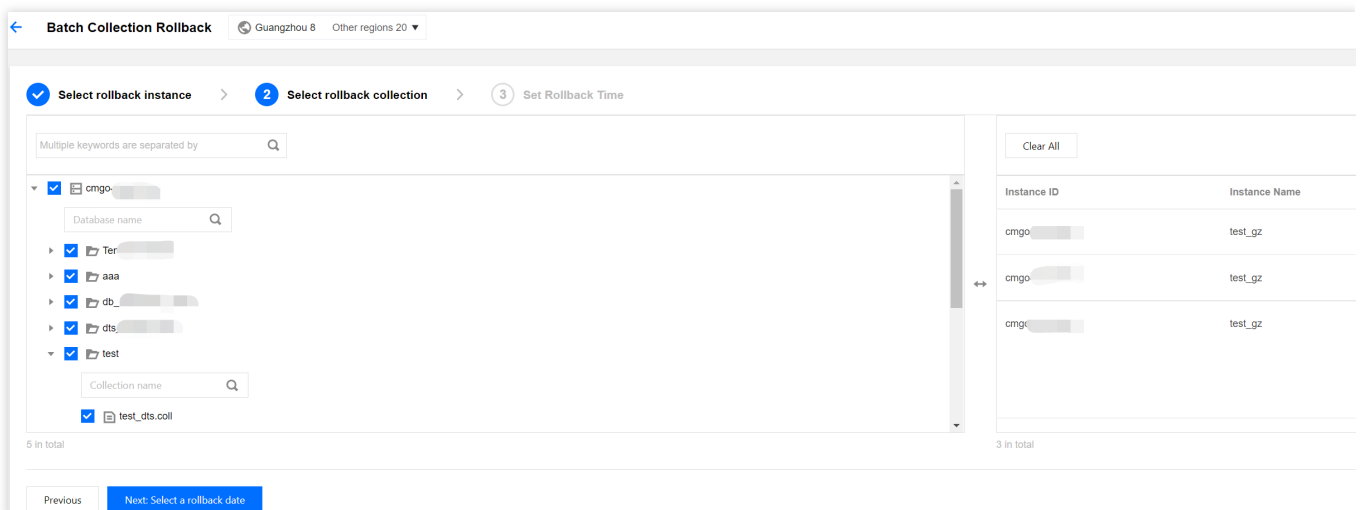 Batch Collection Rollback Guangzhou 8 Other regions 20
Select rollback instance 2 Select rollback collection 3 Set Rollback Time
Multiple keywords are separated by
Clear All
cmgo-
Instance ID Instance Name
Database name
Ter
cmgo test_gz
aaa
cmgo- test_gz
db_
dts_
cmgo test_gz
test
Collection name
test_dts.coll
5 in total
3 in total
Previous Next: Select a rollback date